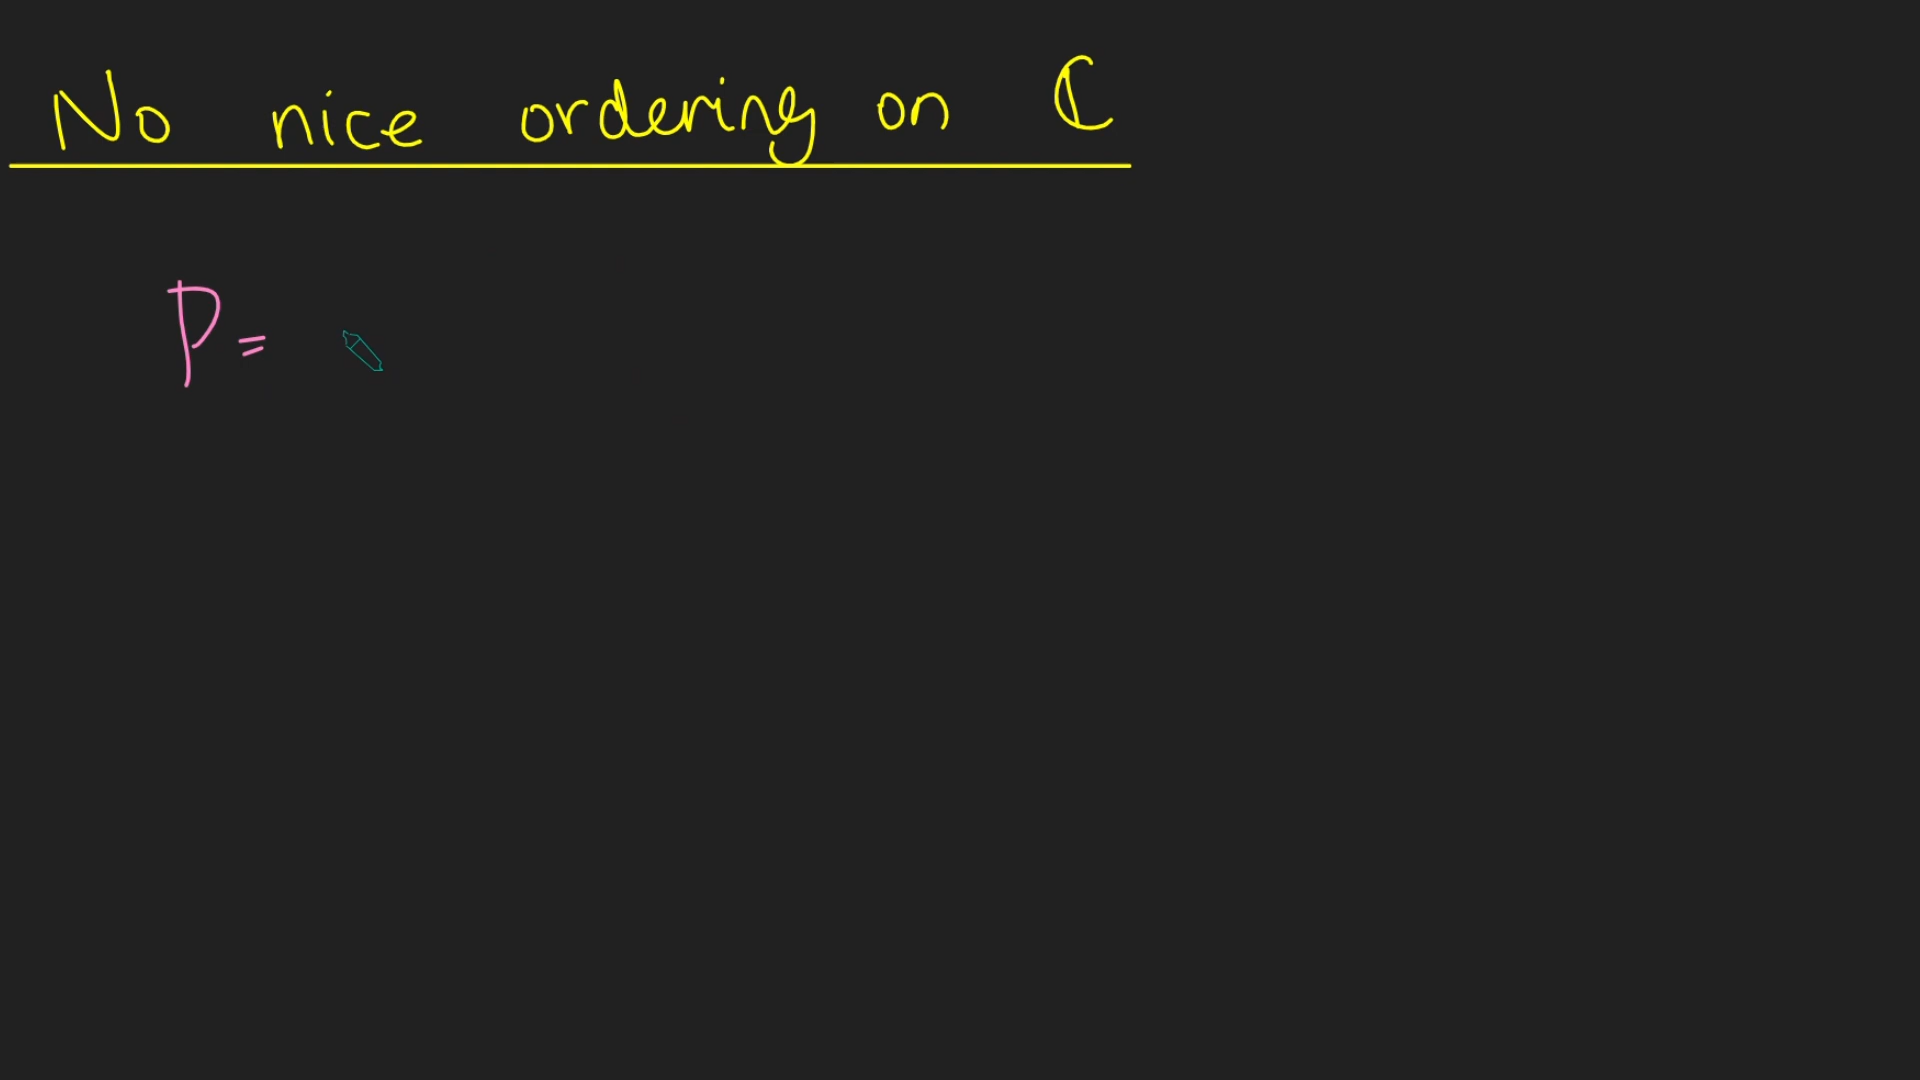 No nice ordering on ℂ
P =